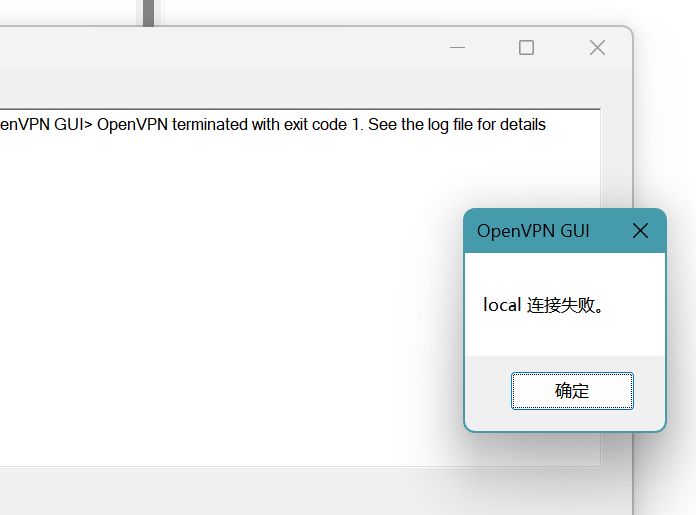 enVPN GUI> OpenVPN terminated with exit code 1. See the log file for details
OpenVPN GUI
local 连接失败。
确定